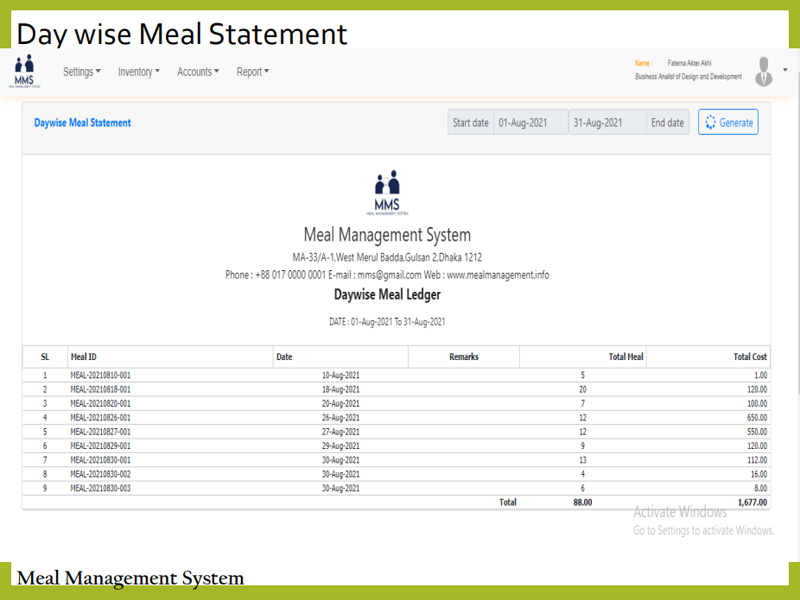 Day wise Meal Statement
MMS
Settings Inventory Accounts Report
Name : Fatema Akter Akhi
Business Analist of Design and Development
Daywise Meal Statement
Start date 01-Aug-2021 31-Aug-2021 End date Generate
MMS
MEAL MANAGEMENT SYSTEM
Meal Management System
MA-33/A-1,West Merul Badda,Gulsan 2,Dhaka 1212
Phone : +88 017 0000 0001 E-mail : mms@gmail.com Web : www.mealmanagement.info
Daywise Meal Ledger
DATE : 01-Aug-2021 To 31-Aug-2021
SL Meal ID Date Remarks Total Meal Total Cost
1 MEAL-20210810-001 10-Aug-2021 5 1.00
2 MEAL-20210818-001 18-Aug-2021 20 120.00
3 MEAL-20210820-001 20-Aug-2021 7 100.00
4 MEAL-20210826-001 26-Aug-2021 12 650.00
5 MEAL-20210827-001 27-Aug-2021 12 550.00
6 MEAL-20210829-001 29-Aug-2021 9 120.00
7 MEAL-20210830-001 30-Aug-2021 13 112.00
8 MEAL-20210830-002 30-Aug-2021 4 16.00
9 MEAL-20210830-003 30-Aug-2021 6 8.00
Total 88.00 1,677.00
Activate Windows
Go to Settings to activate Windows.
Meal Management System